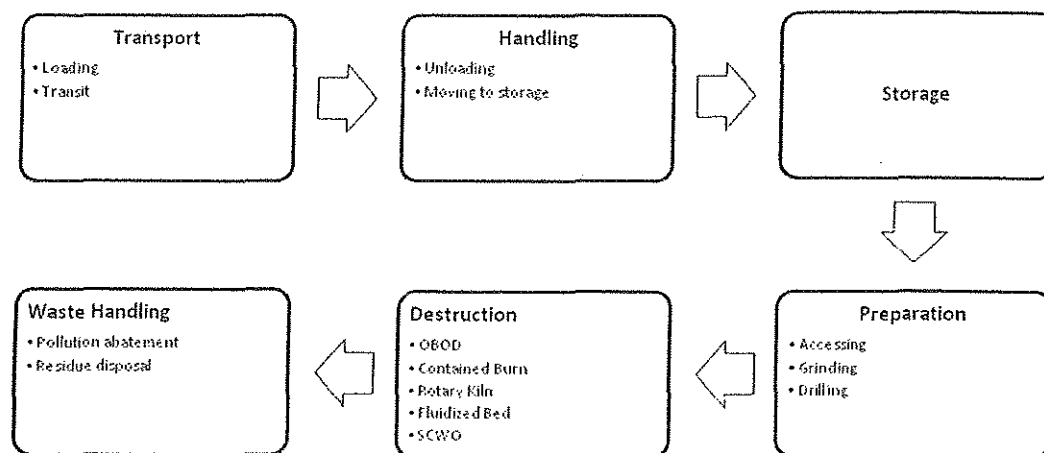 Transport
• Loading
• Transit
Handling
• Unloading
• Moving to storage
Storage
Preparation
• Accessing
• Grinding
• Drilling
Destruction
• OBOD
• Contained Burn
• Rotary Kiln
• Fluidized Bed
• SCWO
Waste Handling
• Pollution abatement
• Residue disposal